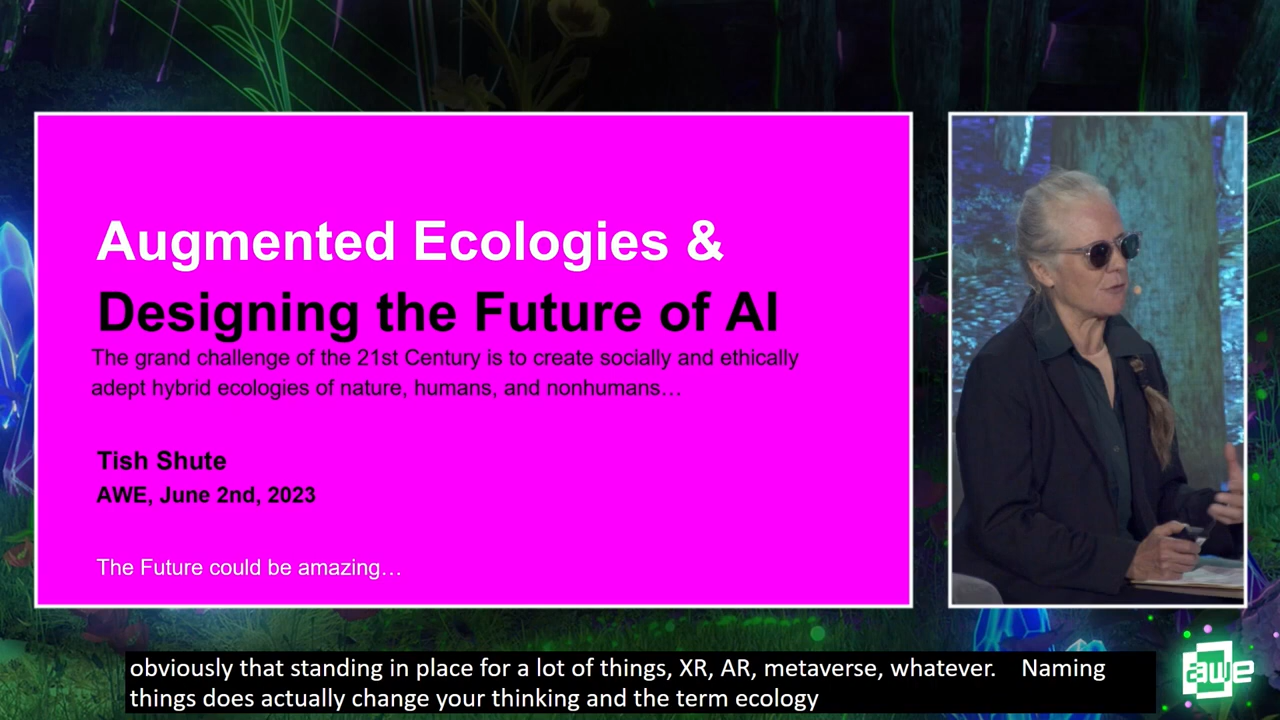 Augmented Ecologies &
Designing the Future of AI
The grand challenge of the 21st Century is to create socially and ethically
adept hybrid ecologies of nature, humans, and nonhumans…
Tish Shute
AWE, June 2nd, 2023
The Future could be amazing…
obviously that standing in place for a lot of things, XR, AR, metaverse, whatever. Naming
things does actually change your thinking and the term ecology
awe